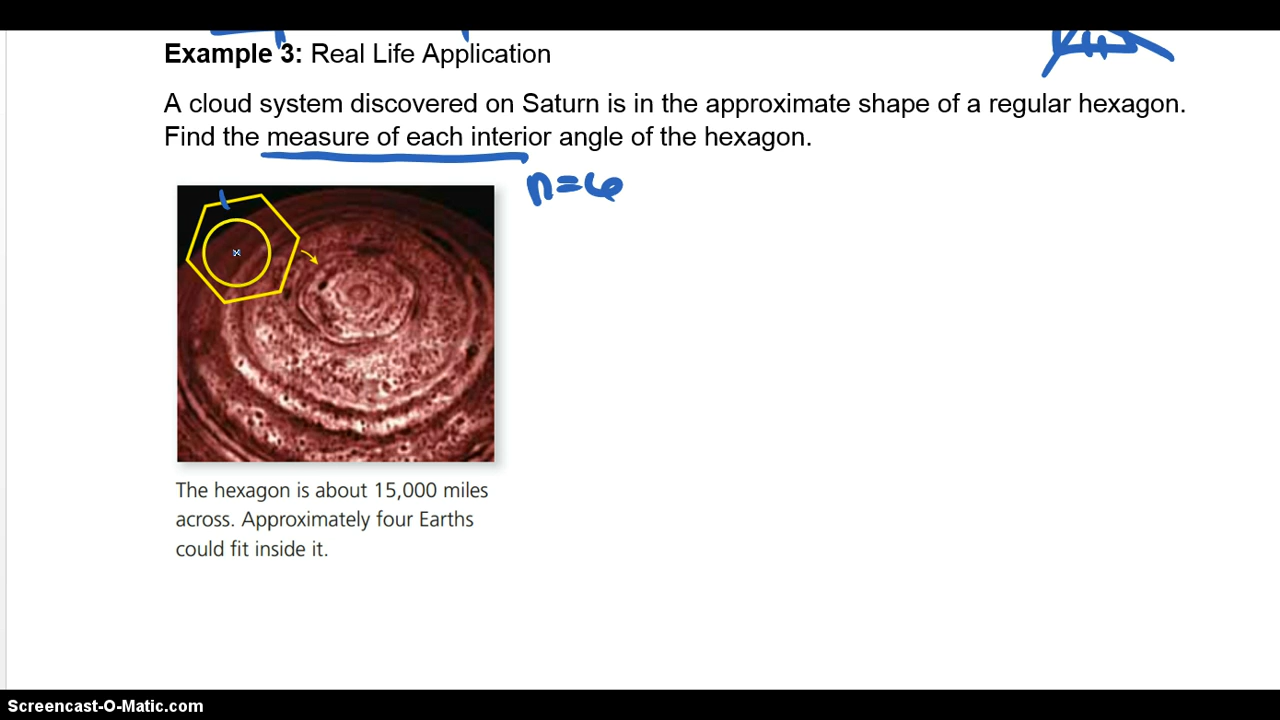 Example 3: Real Life Application
A cloud system discovered on Saturn is in the approximate shape of a regular hexagon.
Find the measure of each interior angle of the hexagon.
n=6
The hexagon is about 15,000 miles
across. Approximately four Earths
could fit inside it.
Screencast-O-Matic.com